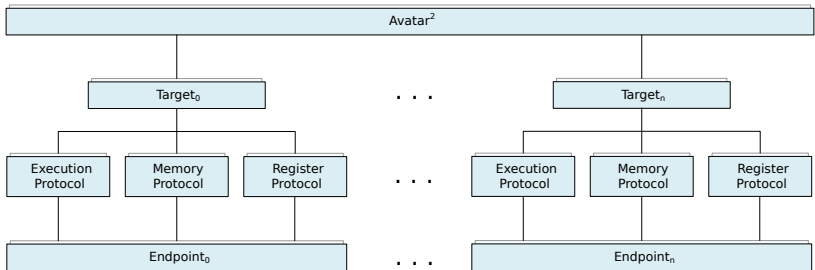 Avatar²
Target₀ . . . Targetₙ
Execution Protocol Memory Protocol Register Protocol . . . Execution Protocol Memory Protocol Register Protocol
Endpoint₀ . . . Endpointₙ